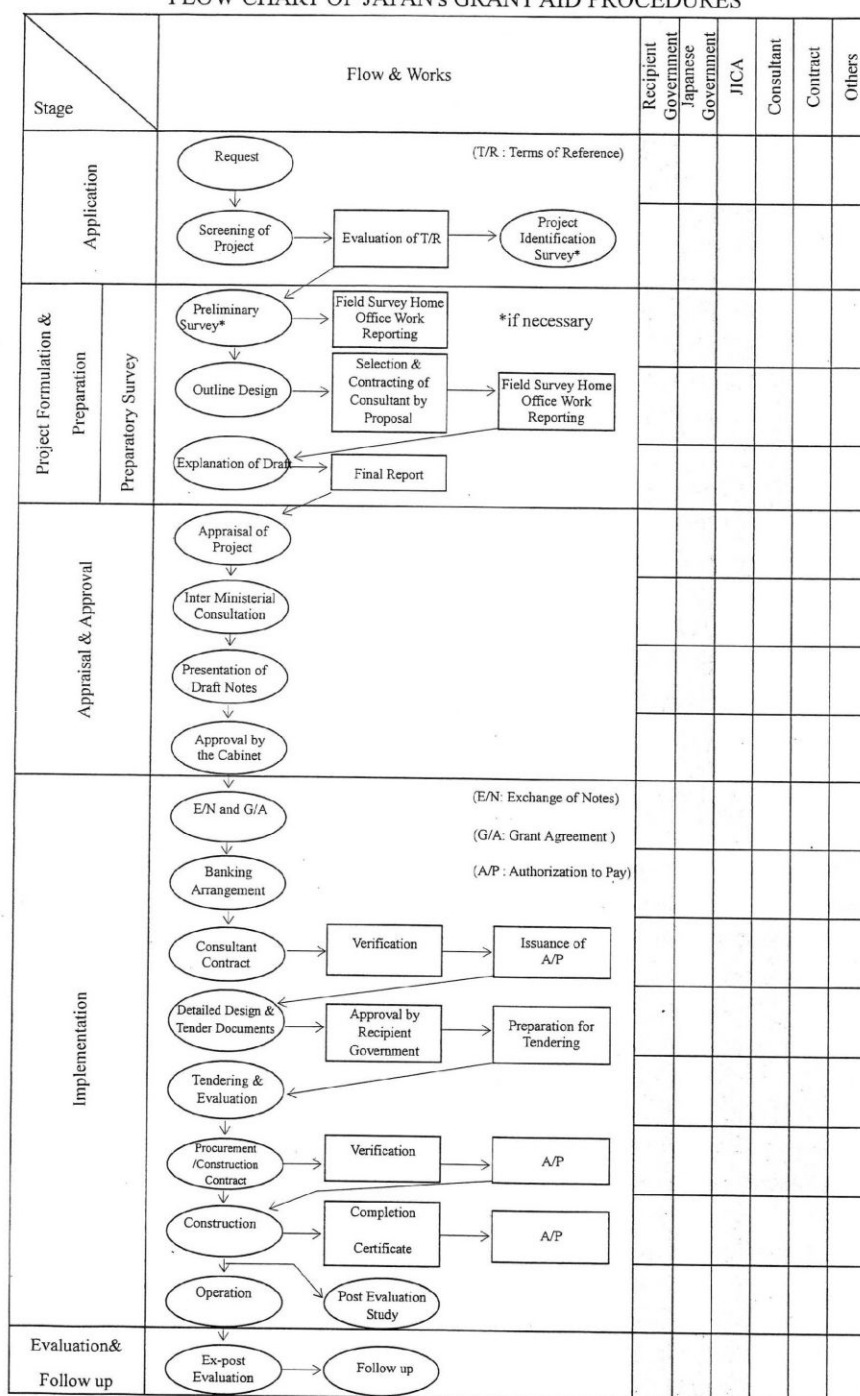 FLOW CHART OF JAPAN's GRANT AID PROCEDURES
Stage
Flow & Works
Recipient
Government
Japanese
Government
JICA
Consultant
Contract
Others
Application
Request
(T/R : Terms of Reference)
Screening of
Project
Evaluation of T/R
Project
Identification
Survey*
Project Formulation &
Preparation
Preparatory Survey
Preliminary
Survey*
Field Survey Home
Office Work
Reporting
*if necessary
Outline Design
Selection &
Contracting of
Consultant by
Proposal
Field Survey Home
Office Work
Reporting
Explanation of Draft
Final Report
Appraisal & Approval
Appraisal of
Project
Inter Ministerial
Consultation
Presentation of
Draft Notes
Approval by
the Cabinet
Implementation
E/N and G/A
(E/N: Exchange of Notes)
(G/A: Grant Agreement )
(A/P : Authorization to Pay)
Banking
Arrangement
Consultant
Contract
Verification
Issuance of
A/P
Detailed Design &
Tender Documents
Approval by
Recipient
Government
Preparation for
Tendering
Tendering &
Evaluation
Procurement
/Construction
Contract
Verification
A/P
Construction
Completion
Certificate
A/P
Operation
Post Evaluation
Study
Evaluation&
Follow up
Ex-post
Evaluation
Follow up